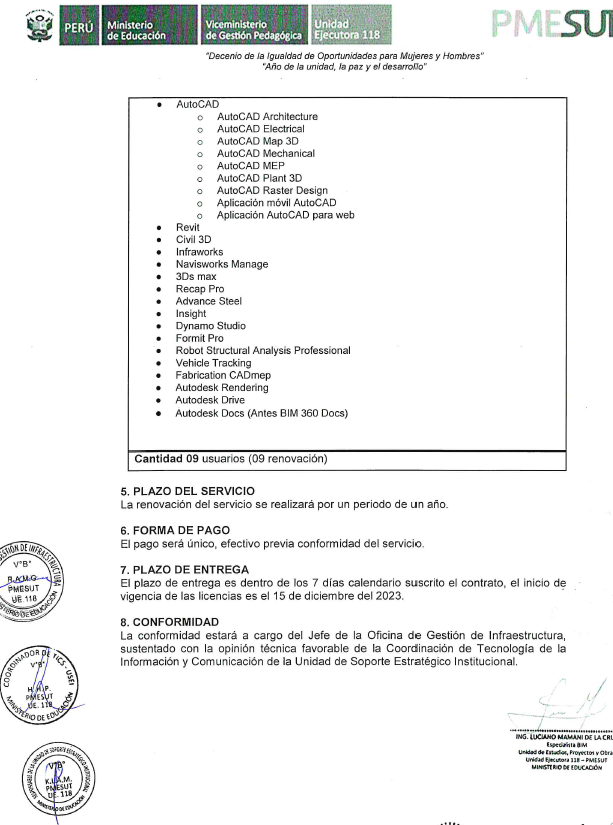 PERÚ
Ministerio
de Educación
Viceministerio
de Gestión Pedagógica
Unidad
Ejecutora 118
PMESUT
"Decenio de la Igualdad de Oportunidades para Mujeres y Hombres"
"Año de la unidad, la paz y el desarrollo"
• AutoCAD
o AutoCAD Architecture
o AutoCAD Electrical
o AutoCAD Map 3D
o AutoCAD Mechanical
o AutoCAD MEP
o AutoCAD Plant 3D
o AutoCAD Raster Design
o Aplicación móvil AutoCAD
o Aplicación AutoCAD para web
• Revit
• Civil 3D
• Infraworks
• Navisworks Manage
• 3Ds max
• Recap Pro
• Advance Steel
• Insight
• Dynamo Studio
• Formit Pro
• Robot Structural Analysis Professional
• Vehicle Tracking
• Fabrication CADmep
• Autodesk Rendering
• Autodesk Drive
• Autodesk Docs (Antes BIM 360 Docs)
Cantidad 09 usuarios (09 renovación)
5. PLAZO DEL SERVICIO
La renovación del servicio se realizará por un periodo de un año.
6. FORMA DE PAGO
El pago será único, efectivo previa conformidad del servicio.
7. PLAZO DE ENTREGA
El plazo de entrega es dentro de los 7 días calendario suscrito el contrato, el inicio de
vigencia de las licencias es el 15 de diciembre del 2023.
8. CONFORMIDAD
La conformidad estará a cargo del Jefe de la Oficina de Gestión de Infraestructura,
sustentado con la opinión técnica favorable de la Coordinación de Tecnología de la
Información y Comunicación de la Unidad de Soporte Estratégico Institucional.
V°B°
R.A.M.G.
PMESUT
UE.118
COORDINADOR DE TICS - USEI
V°B°
H.H.P.
PMESUT
UE. 118
MINISTERIO DE EDUCACIÓN
V°B°
PMESUT
UE. 118
ING. LUCIANO MAMANI DE LA CRU
Especialista BIM
Unidad de Estudios, Proyectos y Obra
Unidad Ejecutora 118 – PMESUT
MINISTERIO DE EDUCACIÓN